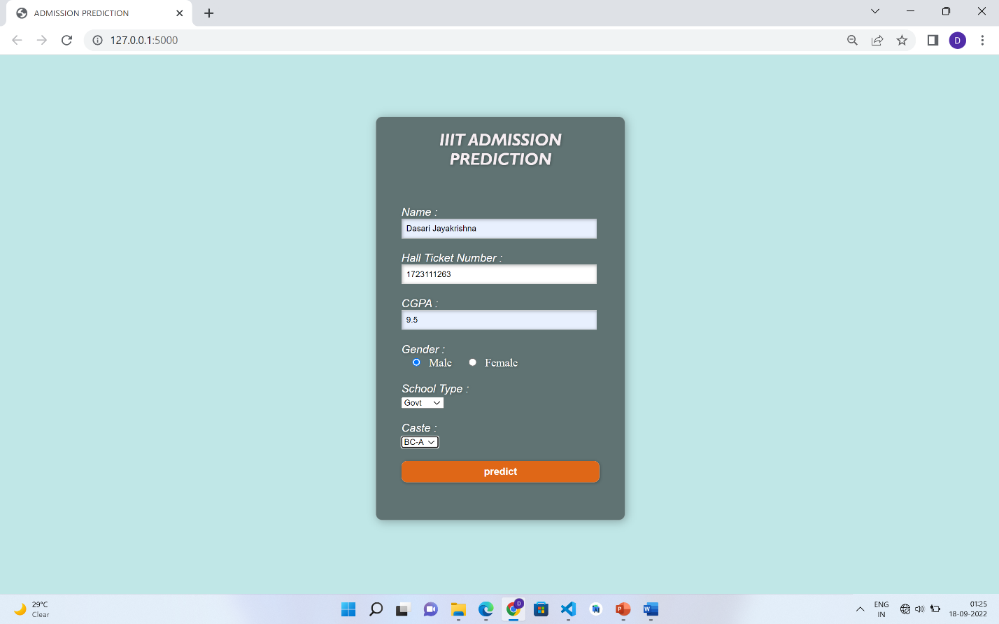 ADMISSION PREDICTION
127.0.0.1:5000
D
IIIT ADMISSION
PREDICTION
Name :
Dasari Jayakrishna
Hall Ticket Number :
1723111263
CGPA :
9.5
Gender :
Male Female
School Type :
Govt
Caste :
BC-A
predict
29°C
Clear
D
AI
P
W
ENG
IN
01:25
18-09-2022